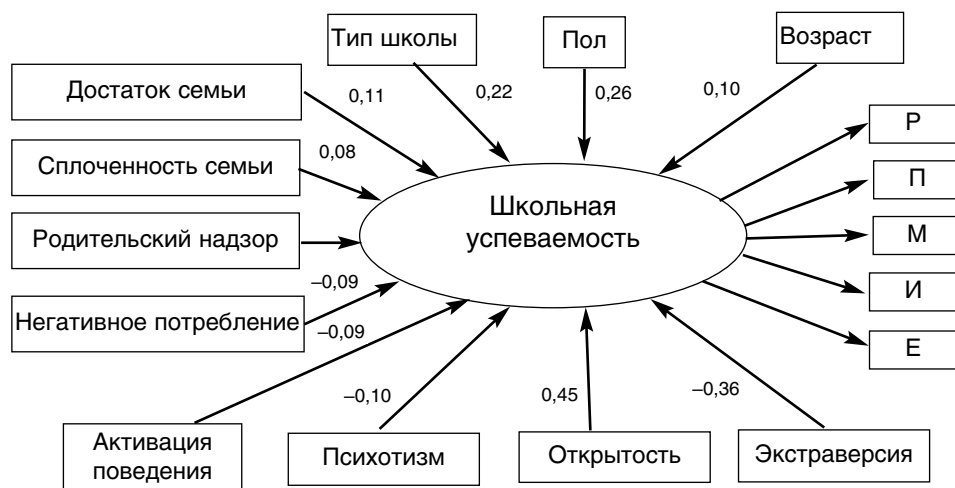 Тип школы
Пол
Возраст
Достаток семьи
0,11
0,22
0,26
0,10
Р
Сплоченность семьи
0,08
П
Школьная
успеваемость
Родительский надзор
М
–0,09
И
Негативное потребление
–0,09
Е
–0,10
0,45
–0,36
Активация
поведения
Психотизм
Открытость
Экстраверсия